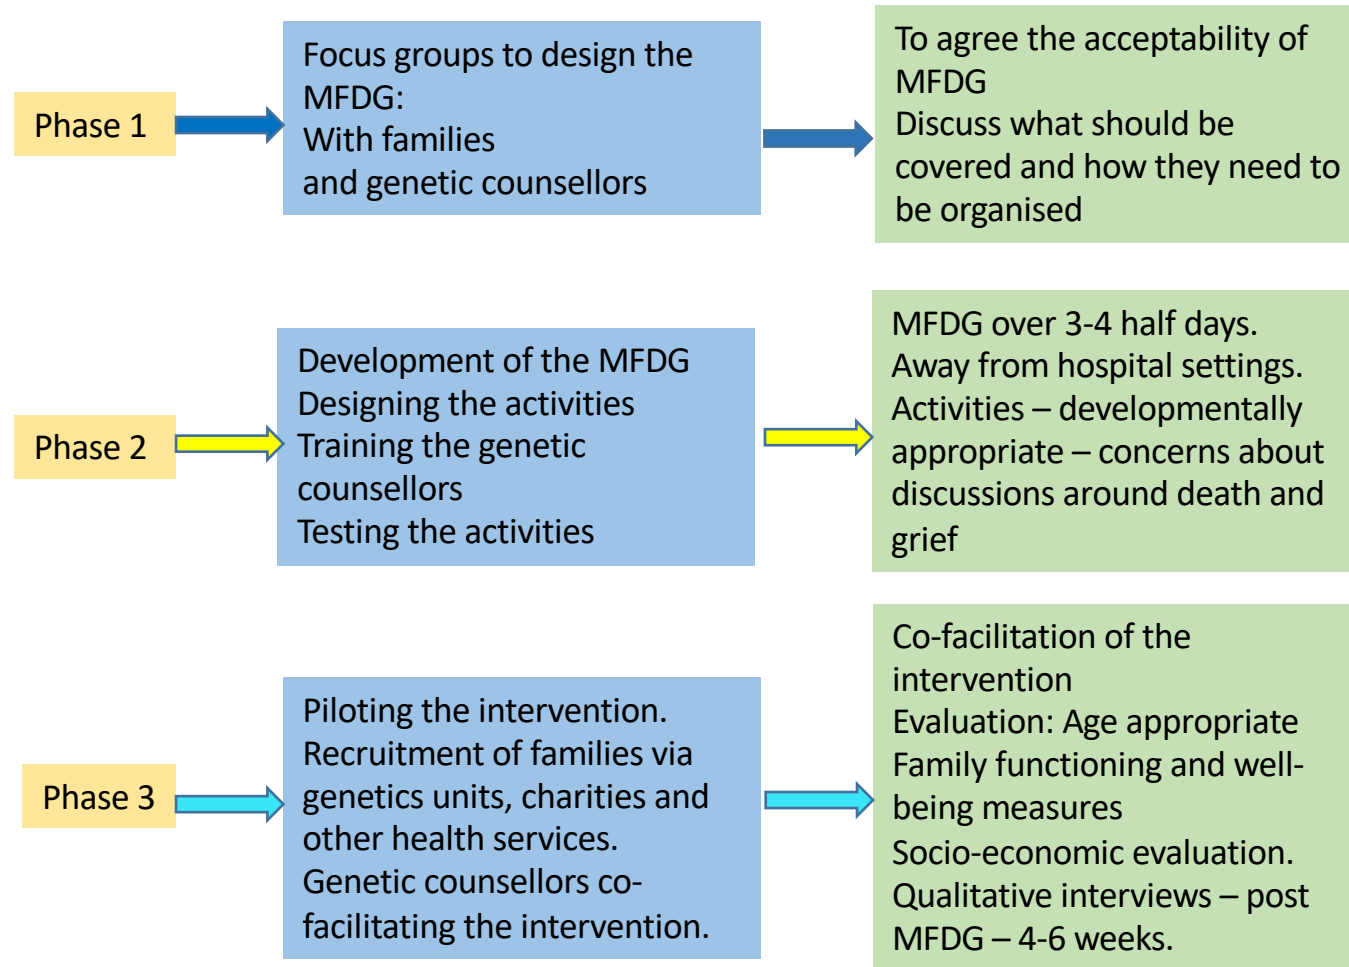 Phase 1
Focus groups to design the
MFDG:
With families
and genetic counsellors
To agree the acceptability of
MFDG
Discuss what should be
covered and how they need to
be organised
Phase 2
Development of the MFDG
Designing the activities
Training the genetic
counsellors
Testing the activities
MFDG over 3-4 half days.
Away from hospital settings.
Activities – developmentally
appropriate – concerns about
discussions around death and
grief
Phase 3
Piloting the intervention.
Recruitment of families via
genetics units, charities and
other health services.
Genetic counsellors co-
facilitating the intervention.
Co-facilitation of the
intervention
Evaluation: Age appropriate
Family functioning and well-
being measures
Socio-economic evaluation.
Qualitative interviews – post
MFDG – 4-6 weeks.